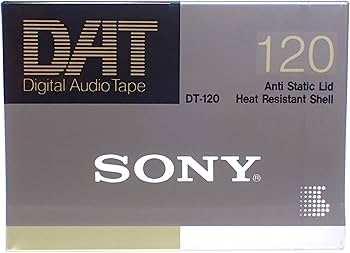 DAT
Digital Audio Tape
120
DT-120
Anti Static Lid
Heat Resistant Shell
SONY®